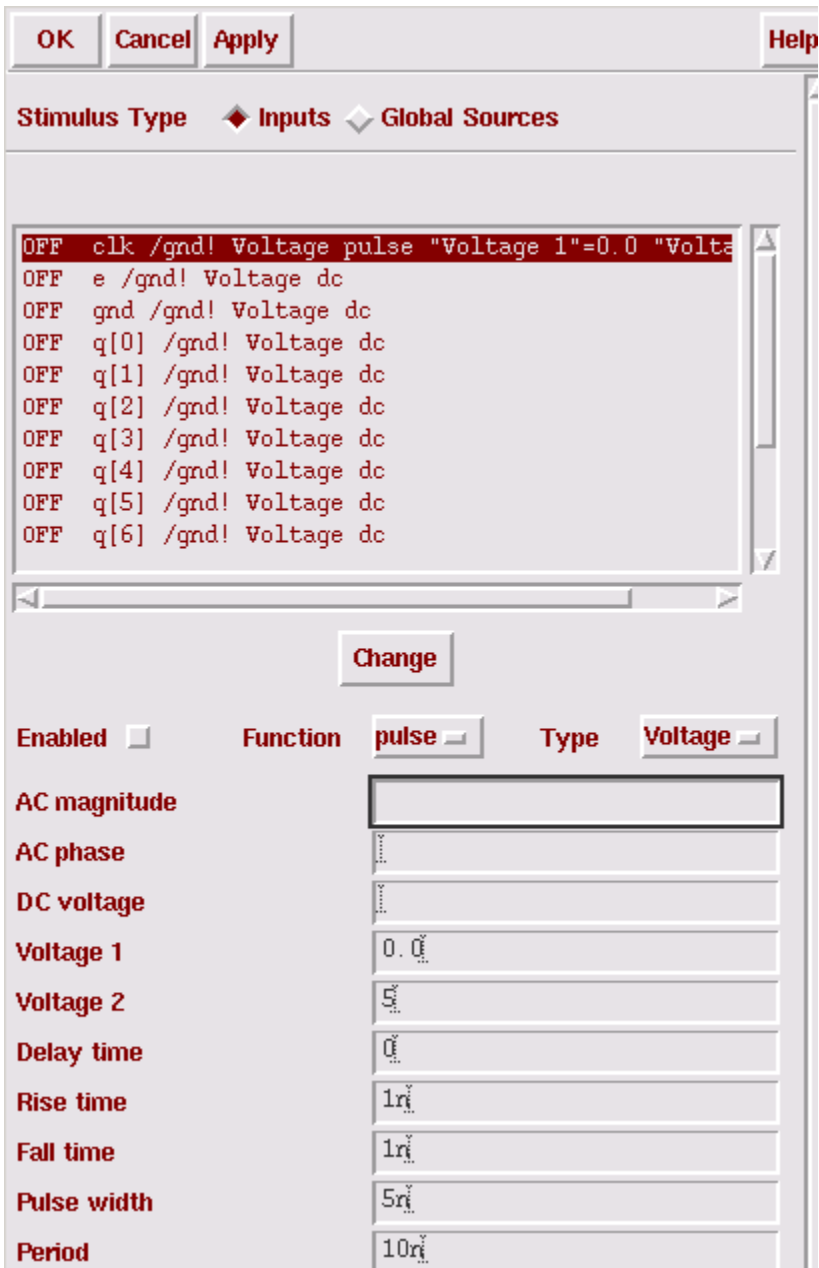 OK Cancel Apply Help
Stimulus Type Inputs Global Sources
OFF clk /gnd! Voltage pulse "Voltage 1"=0.0 "Volta
OFF e /gnd! Voltage dc
OFF gnd /gnd! Voltage dc
OFF q[0] /gnd! Voltage dc
OFF q[1] /gnd! Voltage dc
OFF q[2] /gnd! Voltage dc
OFF q[3] /gnd! Voltage dc
OFF q[4] /gnd! Voltage dc
OFF q[5] /gnd! Voltage dc
OFF q[6] /gnd! Voltage dc
Change
Enabled Function pulse Type Voltage
AC magnitude
AC phase
DC voltage
Voltage 1 0.0
Voltage 2 5
Delay time 0
Rise time 1n
Fall time 1n
Pulse width 5n
Period 10n